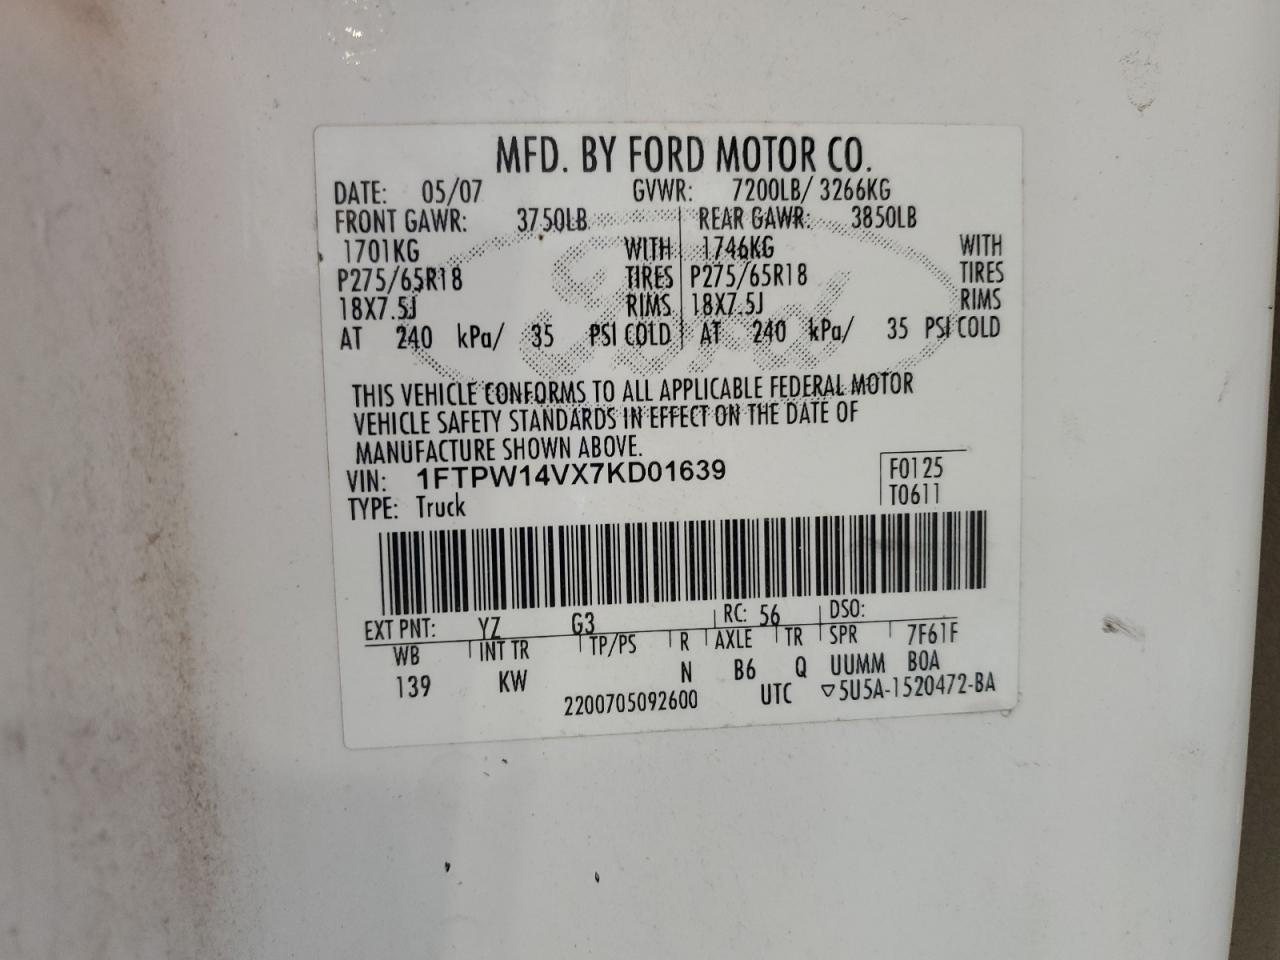 MFD. BY FORD MOTOR CO.
DATE: 05/07 GVWR: 7200LB/ 3266KG
FRONT GAWR: 3750LB REAR GAWR: 3850LB
1701KG WITH 1746KG WITH
P275/65R18 TIRES P275/65R18 TIRES
18X7.5J RIMS 18X7.5J RIMS
AT 240 kPa/ 35 PSI COLD AT 240 kPa/ 35 PSI COLD
Ford
THIS VEHICLE CONFORMS TO ALL APPLICABLE FEDERAL MOTOR
VEHICLE SAFETY STANDARDS IN EFFECT ON THE DATE OF
MANUFACTURE SHOWN ABOVE.
VIN: 1FTPW14VX7KD01639 F0125
TYPE: Truck T0611
EXT PNT: YZ G3 RC: 56 DSO:
WB INT TR TP/PS R AXLE TR SPR 7F61F
139 KW N B6 Q UUMM BOA
2200705092600 UTC ▽5U5A-1520472-BA